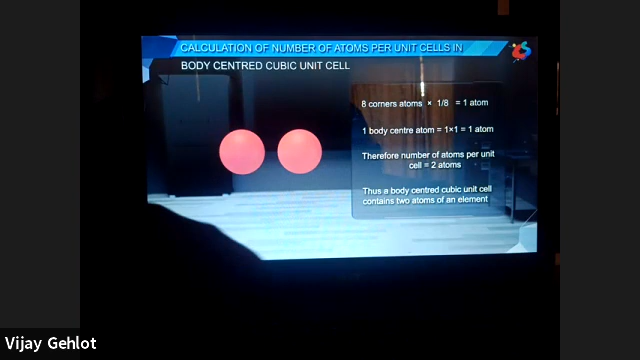 CALCULATION OF NUMBER OF ATOMS PER UNIT CELLS IN
BODY CENTRED CUBIC UNIT CELL
8 corners atoms × 1/8 = 1 atom
1 body centre atom = 1×1 = 1 atom
Therefore number of atoms per unit
cell = 2 atoms
Thus a body centred cubic unit cell
contains two atoms of an element
Vijay Gehlot